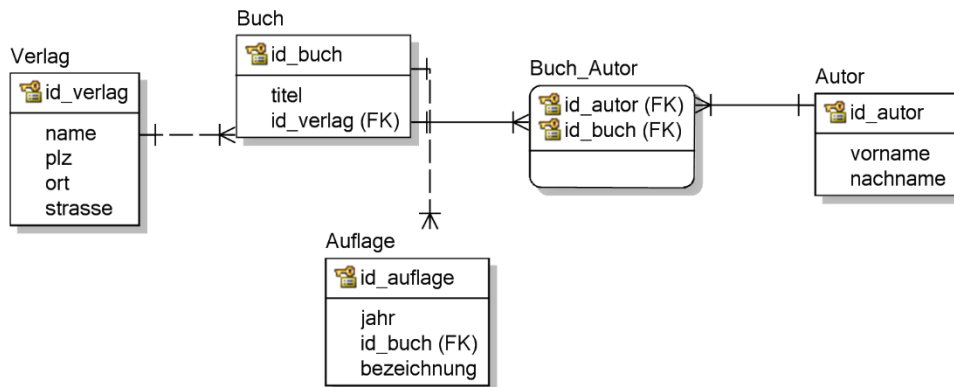 Verlag
id_verlag
name
plz
ort
strasse
Buch
id_buch
titel
id_verlag (FK)
Auflage
id_auflage
jahr
id_buch (FK)
bezeichnung
Buch_Autor
id_autor (FK)
id_buch (FK)
Autor
id_autor
vorname
nachname